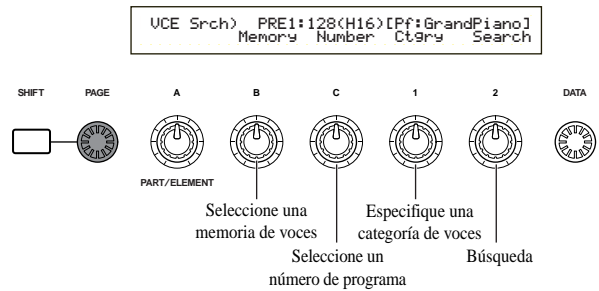 VCE Srch) PRE1:128(H16)[Pf:GrandPiano]
Memory Number Ctgry Search
SHIFT PAGE A B C 1 2 DATA
PART/ELEMENT
Seleccione una
memoria de voces
Especifique una
categoría de voces
Seleccione un
número de programa
Búsqueda